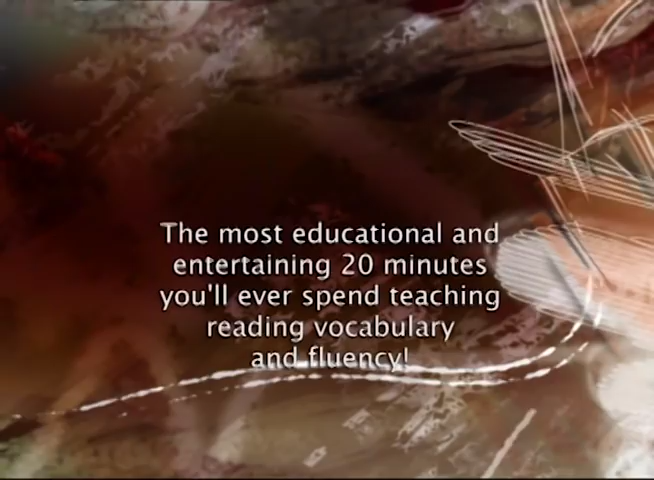 The most educational and
entertaining 20 minutes
you'll ever spend teaching
reading vocabulary
and fluency!